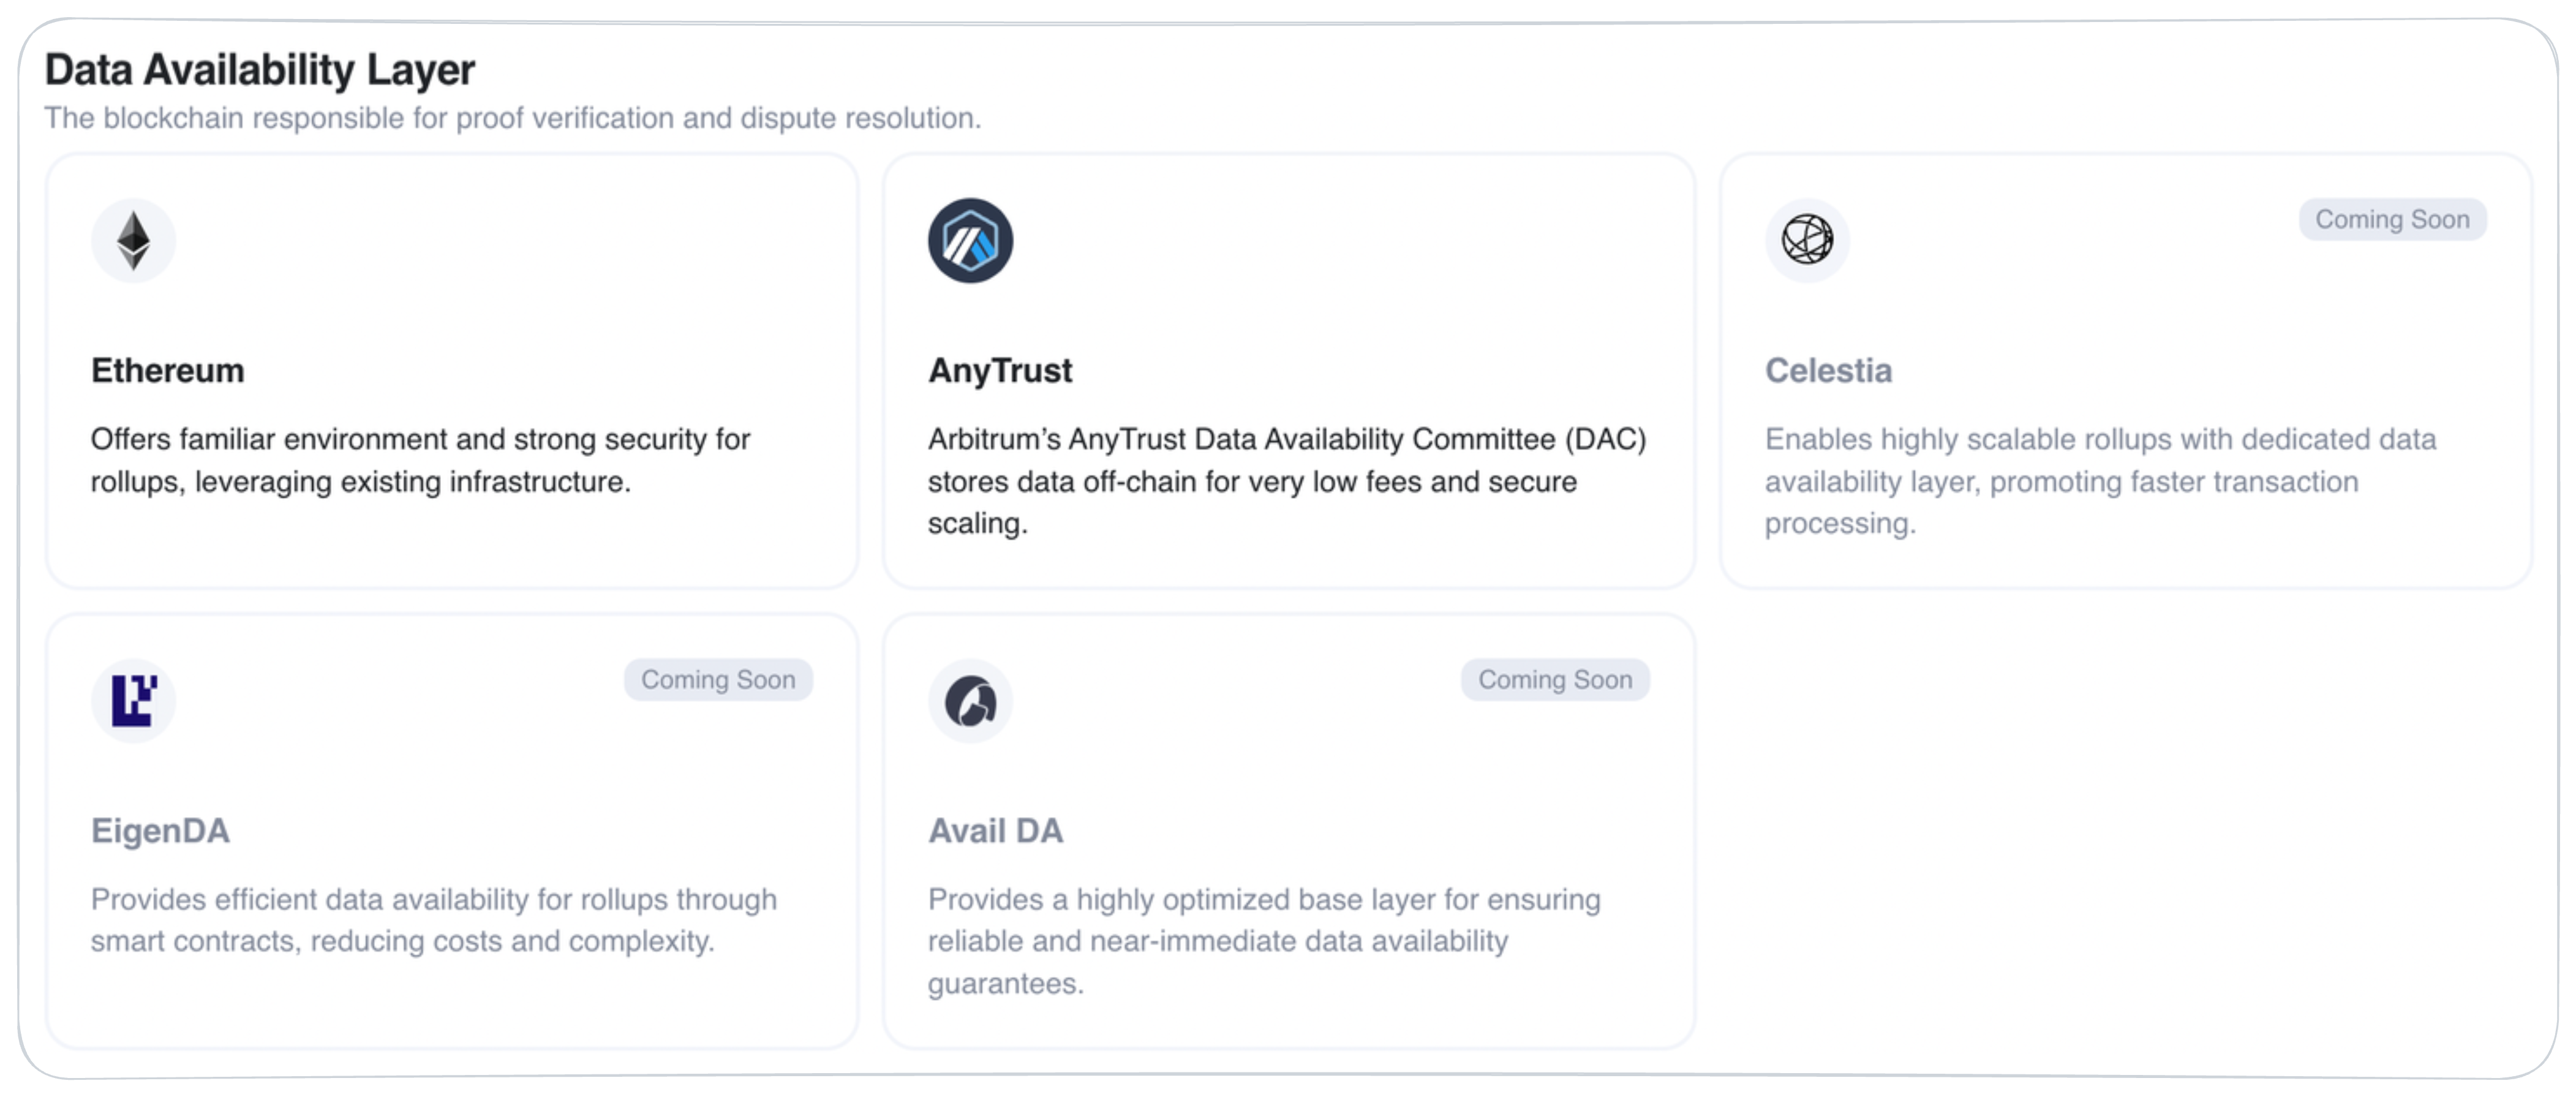 Data Availability Layer
The blockchain responsible for proof verification and dispute resolution.
Ethereum
Offers familiar environment and strong security for
rollups, leveraging existing infrastructure.
AnyTrust
Arbitrum’s AnyTrust Data Availability Committee (DAC)
stores data off-chain for very low fees and secure
scaling.
Coming Soon
Celestia
Enables highly scalable rollups with dedicated data
availability layer, promoting faster transaction
processing.
Coming Soon
EigenDA
Provides efficient data availability for rollups through
smart contracts, reducing costs and complexity.
Coming Soon
Avail DA
Provides a highly optimized base layer for ensuring
reliable and near-immediate data availability
guarantees.